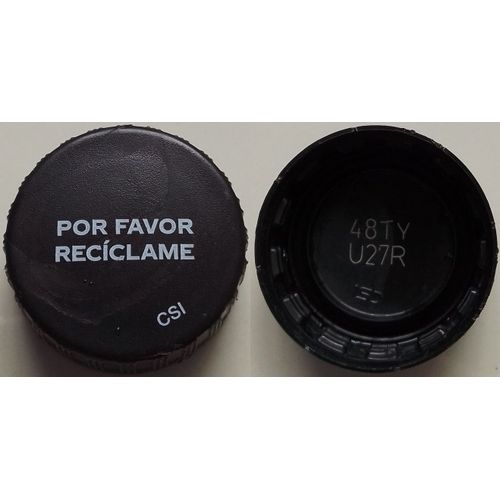 POR FAVOR
RECÍCLAME
CSI
48TY
U27R